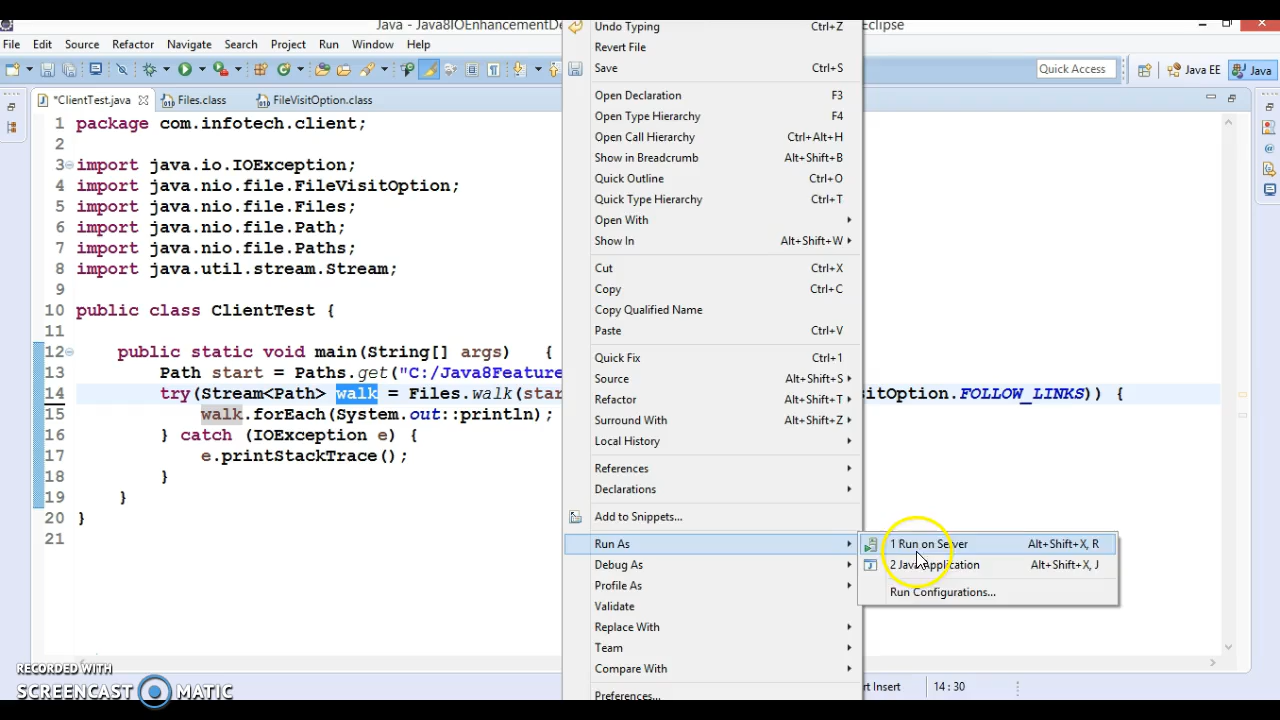 Java - Java8IOEnhancementDe
Eclipse
File Edit Source Refactor Navigate Search Project Run Window Help
Quick Access
Java EE
Java
*ClientTest.java
Files.class
FileVisitOption.class
1 package com.infotech.client;
2
3 import java.io.IOException;
4 import java.nio.file.FileVisitOption;
5 import java.nio.file.Files;
6 import java.nio.file.Path;
7 import java.nio.file.Paths;
8 import java.util.stream.Stream;
9
10 public class ClientTest {
11
12 public static void main(String[] args) {
13 Path start = Paths.get("C:/Java8Feature
14 try(Stream<Path> walk = Files.walk(star
itOption.FOLLOW_LINKS)) {
15 walk.forEach(System.out::println);
16 } catch (IOException e) {
17 e.printStackTrace();
18 }
19 }
20 }
21
Undo Typing Ctrl+Z
Revert File
Save Ctrl+S
Open Declaration F3
Open Type Hierarchy F4
Open Call Hierarchy Ctrl+Alt+H
Show in Breadcrumb Alt+Shift+B
Quick Outline Ctrl+O
Quick Type Hierarchy Ctrl+T
Open With
Show In Alt+Shift+W
Cut Ctrl+X
Copy Ctrl+C
Copy Qualified Name
Paste Ctrl+V
Quick Fix Ctrl+1
Source Alt+Shift+S
Refactor Alt+Shift+T
Surround With Alt+Shift+Z
Local History
References
Declarations
Add to Snippets...
Run As
Debug As
Profile As
Validate
Replace With
Team
Compare With
Preferences...
1 Run on Server Alt+Shift+X, R
2 Java Application Alt+Shift+X, J
Run Configurations...
rt Insert
14 : 30
RECORDED WITH
SCREENCAST MATIC